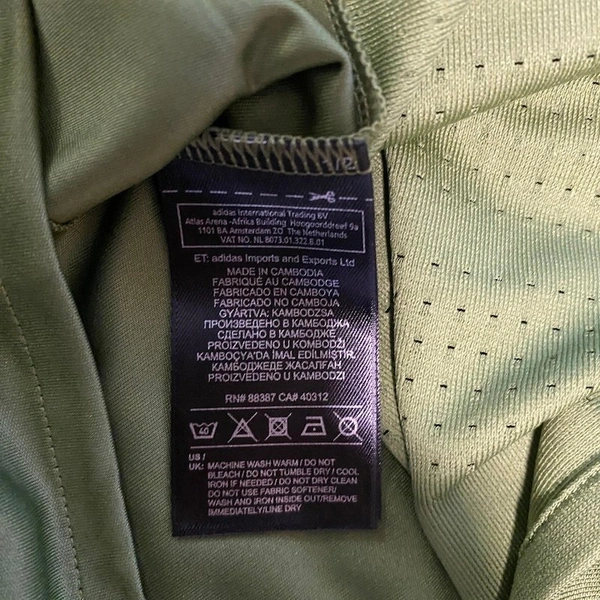 adidas International Trading BV
Atlas Arena -Afrika Building Hoogoorddreef 9a
1101 BA Amsterdam ZO The Netherlands
VAT NO. NL 8073.01.322.B.01
ET: adidas Imports and Exports Ltd
MADE IN CAMBODIA
FABRIQUÉ AU CAMBODGE
FABRICADO EN CAMBOYA
FABRICADO NO CAMBOJA
GYÁRTVA: KAMBODZSA
ПРОИЗВЕДЕНО В КАМБОДЖА
СДЕЛАНО В КАМБОДЖЕ
PROIZVEDENO U KOMBODŽI
KAMBOÇYA'DA İMAL EDİLMİŞTİR.
КАМБОДЖЕДЕ ЖАСАЛҒАН
PROIZVEDENO U KAMBODZI
RN# 88387 CA# 40312
40
US /
UK: MACHINE WASH WARM / DO NOT
BLEACH / DO NOT TUMBLE DRY / COOL
IRON IF NEEDED / DO NOT DRY CLEAN
DO NOT USE FABRIC SOFTENER/
WASH AND IRON INSIDE OUT/REMOVE
IMMEDIATELY/LINE DRY